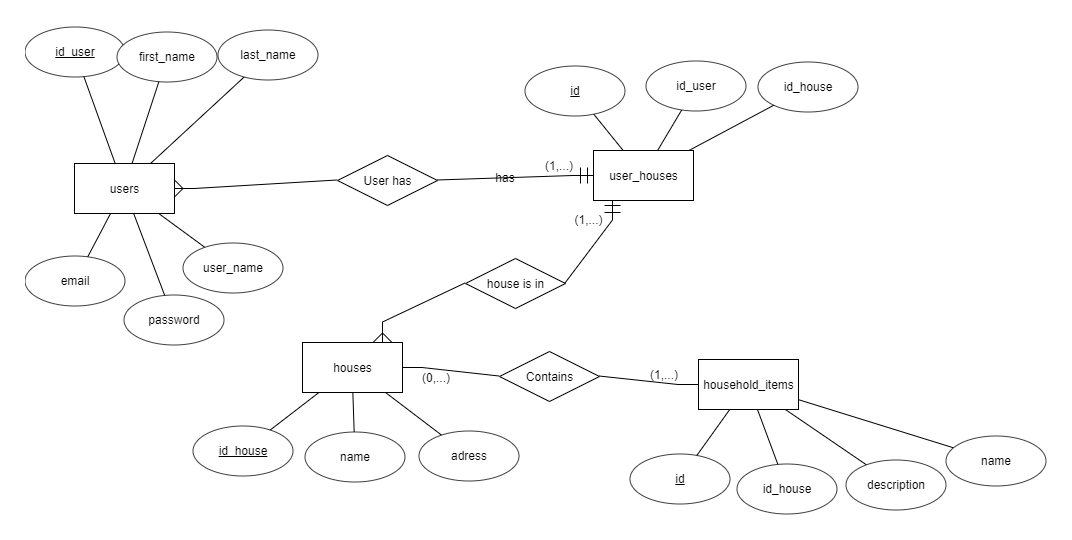 id_user
first_name
last_name
id
id_user
id_house
users
User has
has
(1,...)
user_houses
(1,...)
email
user_name
password
house is in
houses
(0,...)
Contains
(1,...)
household_items
id_house
name
adress
id
id_house
description
name